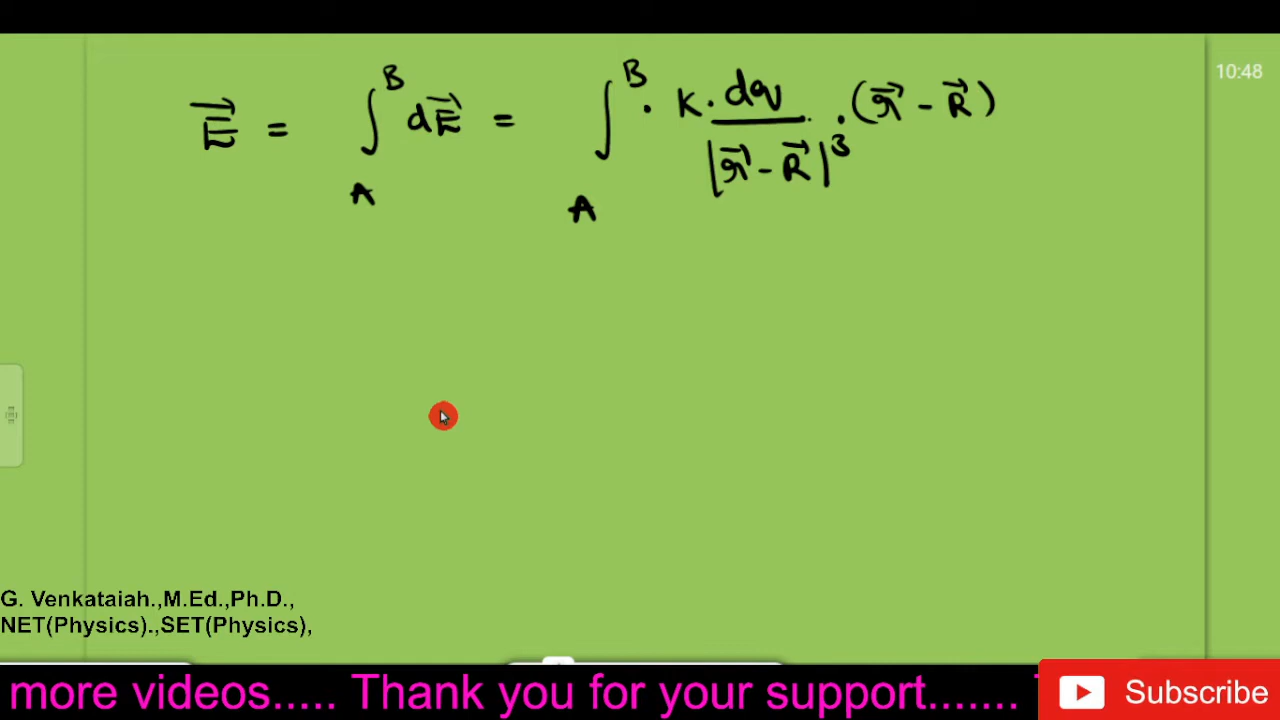 10:48
E⃗ = ∫_A^B dE⃗ = ∫_A^B · K · dq / |r⃗ - R⃗|³ · (r⃗ - R⃗)
G. Venkataiah.,M.Ed.,Ph.D.,
NET(Physics).,SET(Physics),
more videos..... Thank you for your support.......
Subscribe